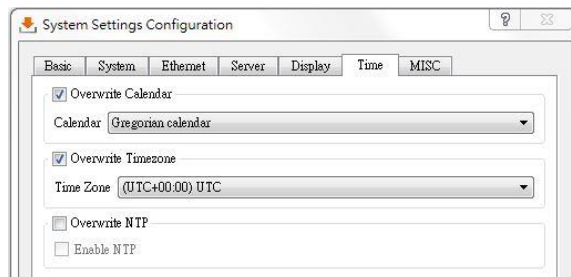 System Settings Configuration
Basic System Ethernet Server Display Time MISC
Overwrite Calendar
Calendar Gregorian calendar
Overwrite Timezone
Time Zone (UTC+00:00) UTC
Overwrite NTP
Enable NTP